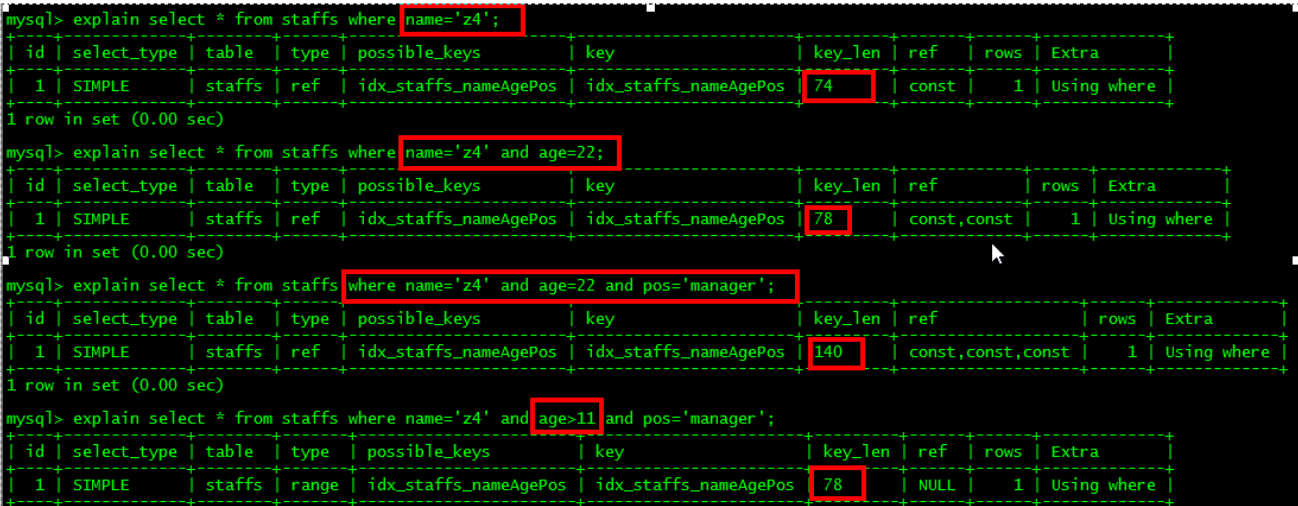 mysql> explain select * from staffs where name='z4';
| id | select_type | table | type | possible_keys | key | key_len | ref | rows | Extra |
| 1 | SIMPLE | staffs | ref | idx_staffs_nameAgePos | idx_staffs_nameAgePos | 74 | const | 1 | Using where |
1 row in set (0.00 sec)
mysql> explain select * from staffs where name='z4' and age=22;
| id | select_type | table | type | possible_keys | key | key_len | ref | rows | Extra |
| 1 | SIMPLE | staffs | ref | idx_staffs_nameAgePos | idx_staffs_nameAgePos | 78 | const,const | 1 | Using where |
1 row in set (0.00 sec)
mysql> explain select * from staffs where name='z4' and age=22 and pos='manager';
| id | select_type | table | type | possible_keys | key | key_len | ref | rows | Extra |
| 1 | SIMPLE | staffs | ref | idx_staffs_nameAgePos | idx_staffs_nameAgePos | 140 | const,const,const | 1 | Using where |
1 row in set (0.00 sec)
mysql> explain select * from staffs where name='z4' and age>11 and pos='manager';
| id | select_type | table | type | possible_keys | key | key_len | ref | rows | Extra |
| 1 | SIMPLE | staffs | range | idx_staffs_nameAgePos | idx_staffs_nameAgePos | 78 | NULL | 1 | Using where |